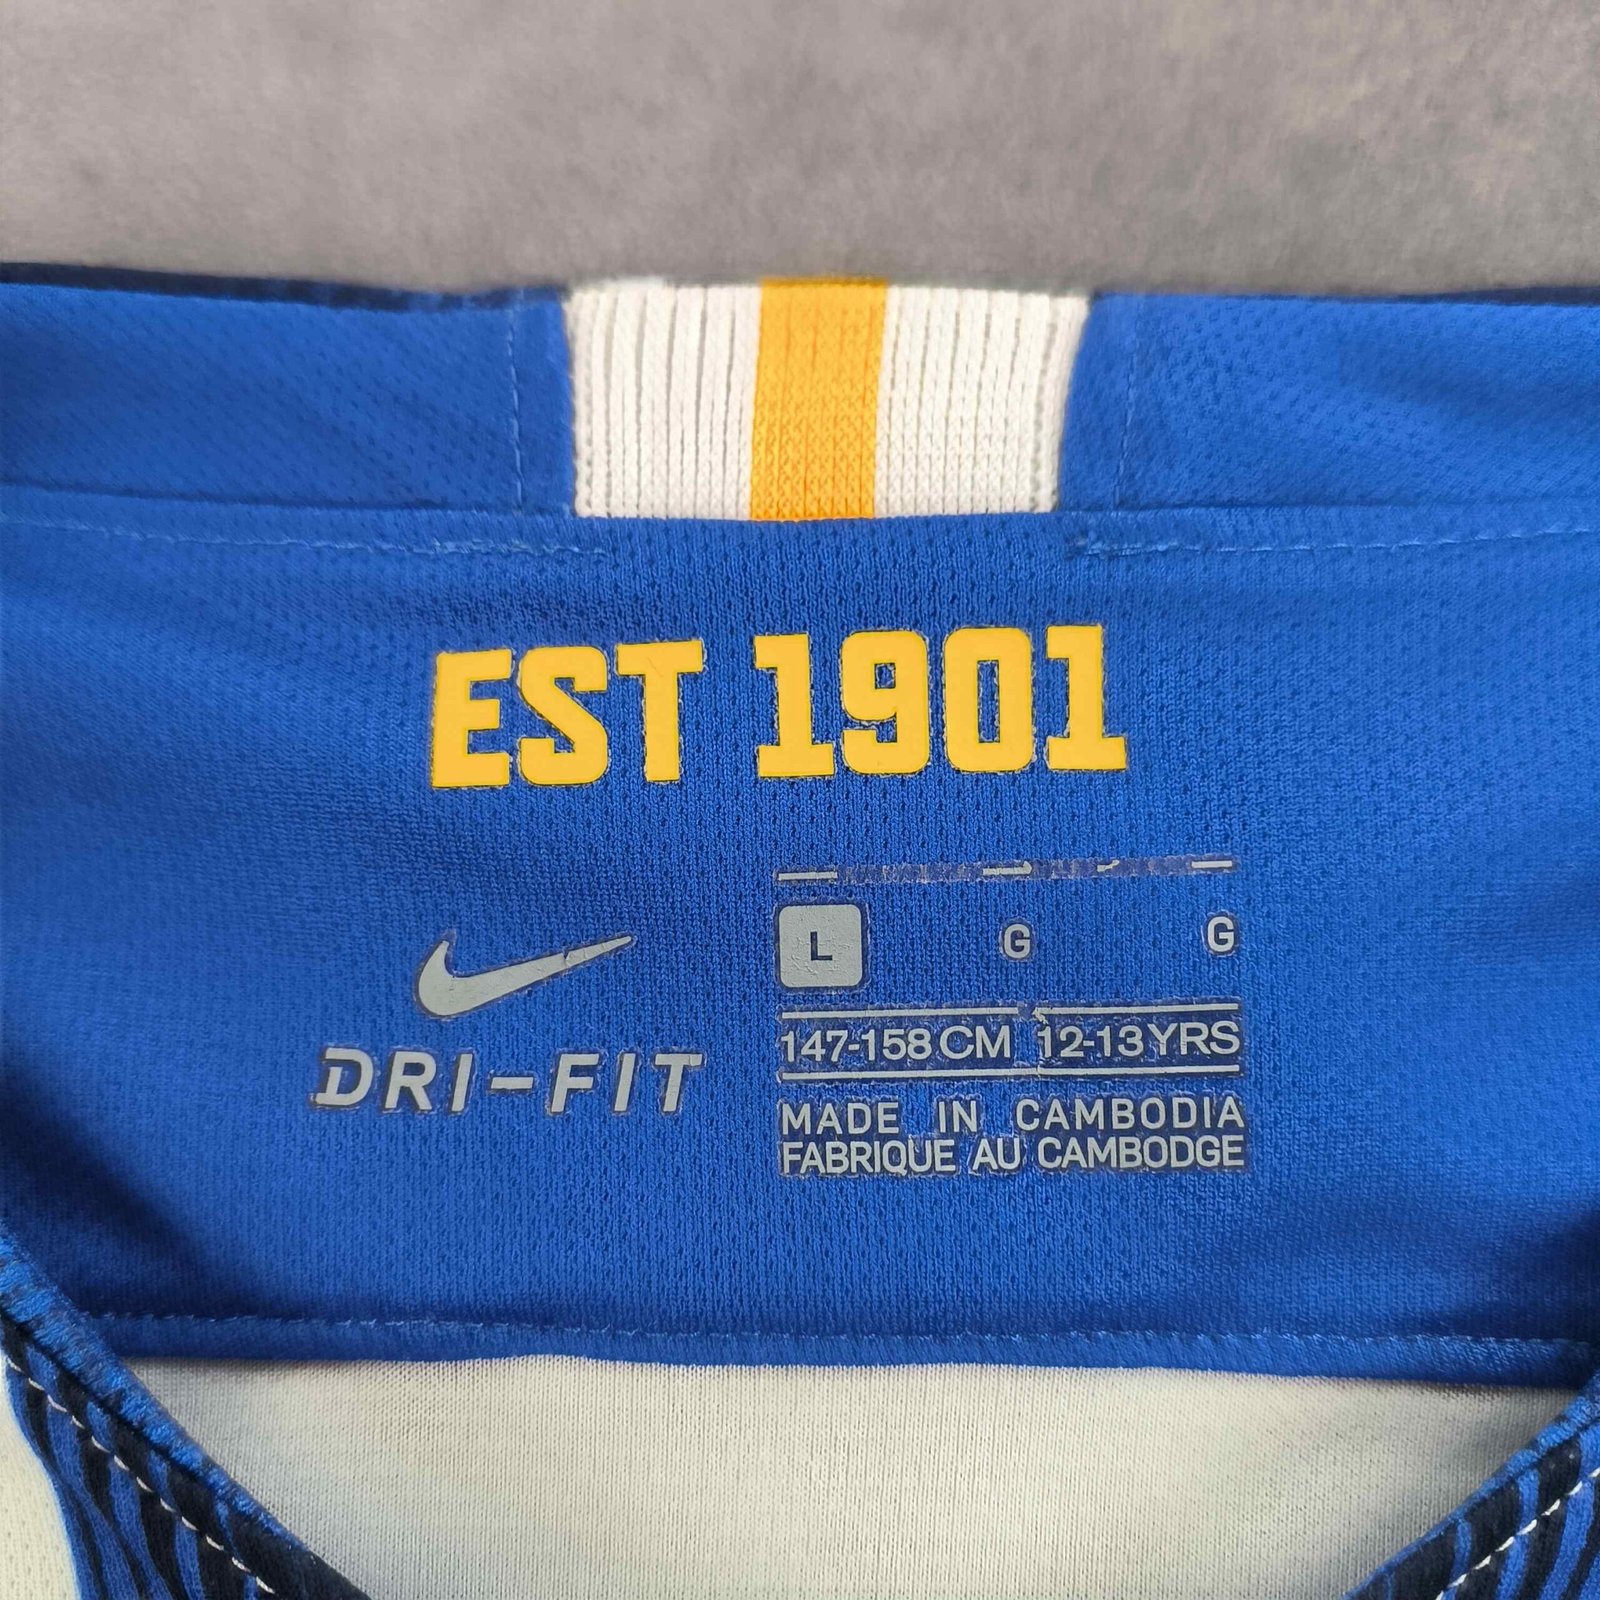 EST 1901
L G G
147-158 CM 12-13 YRS
DRI-FIT
MADE IN CAMBODIA
FABRIQUE AU CAMBODGE